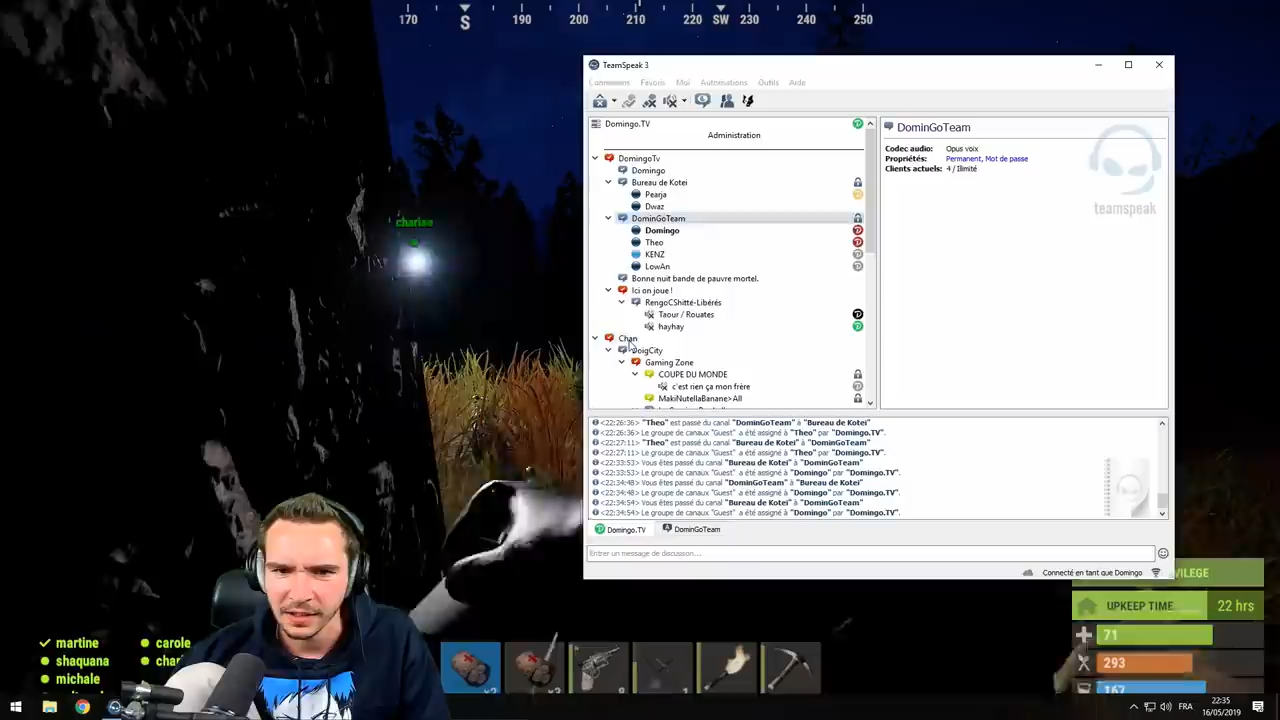 170 S 190 200 210 220 SW 230 240 250
TeamSpeak 3
Connexions Favoris Moi Automations Outils Aide
Domingo.TV
Administration
DomingoTv
Domingo
Bureau de Kotei
Pearja
Dwaz
DominGoTeam
Domingo
Theo
KENZ
LowAn
Bonne nuit bande de pauvre mortel.
Ici on joue !
RengoCShitté-Libérés
Taour / Rouates
hayhay
Chan
DoigCity
Gaming Zone
COUPE DU MONDE
c'est rien ça mon frère
MakiNutellaBanane>All
DominGoTeam
Codec audio: Opus voix
Propriétés: Permanent, Mot de passe
Clients actuels: 4 / Illimité
teamspeak
charlae
<22:26:36> "Theo" est passé du canal "DominGoTeam" à "Bureau de Kotei"
<22:26:36> Le groupe de canaux "Guest" a été assigné à "Theo" par "Domingo.TV".
<22:27:11> "Theo" est passé du canal "Bureau de Kotei" à "DominGoTeam"
<22:27:11> Le groupe de canaux "Guest" a été assigné à "Theo" par "Domingo.TV".
<22:33:53> Vous êtes passé du canal "Bureau de Kotei" à "DominGoTeam"
<22:33:53> Le groupe de canaux "Guest" a été assigné à "Domingo" par "Domingo.TV".
<22:34:48> Vous êtes passé du canal "DominGoTeam" à "Bureau de Kotei"
<22:34:48> Le groupe de canaux "Guest" a été assigné à "Domingo" par "Domingo.TV".
<22:34:54> Vous êtes passé du canal "Bureau de Kotei" à "DominGoTeam"
<22:34:54> Le groupe de canaux "Guest" a été assigné à "Domingo" par "Domingo.TV".
Domingo.TV DominGoTeam
Entrer un message de discussion...
Connecté en tant que Domingo
UPKEEP TIME 22 hrs
71
293
167
martine carole
shaquana
michale
22:35
FRA
16/05/2019